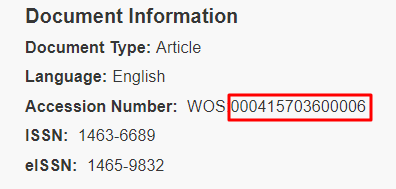 Document Information
Document Type: Article
Language: English
Accession Number: WOS:000415703600006
ISSN: 1463-6689
eISSN: 1465-9832